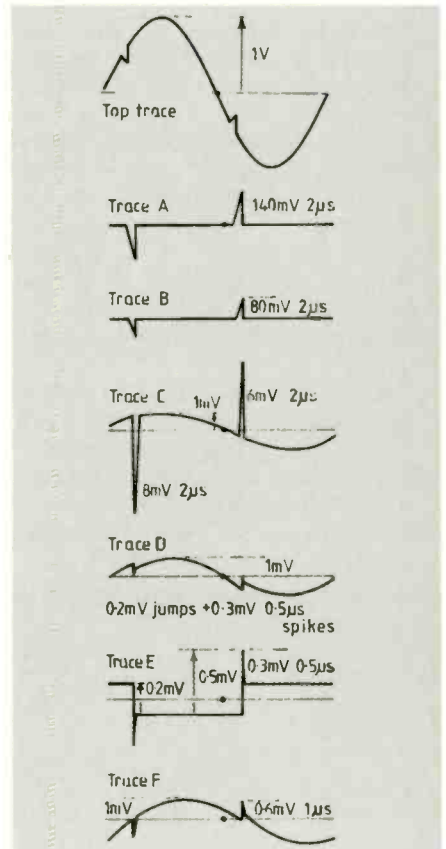 1V
Top trace
Trace A
140mV 2µs
Trace B
80mV 2µs
Trace C
1mV
6mV 2µs
8mV 2µs
Trace D
1mV
0·2mV jumps +0·3mV 0·5µs
spikes
Trace E
0·2mV
0·5mV
0·3mV 0·5µs
Trace F
1mV
0·6mV 1µs